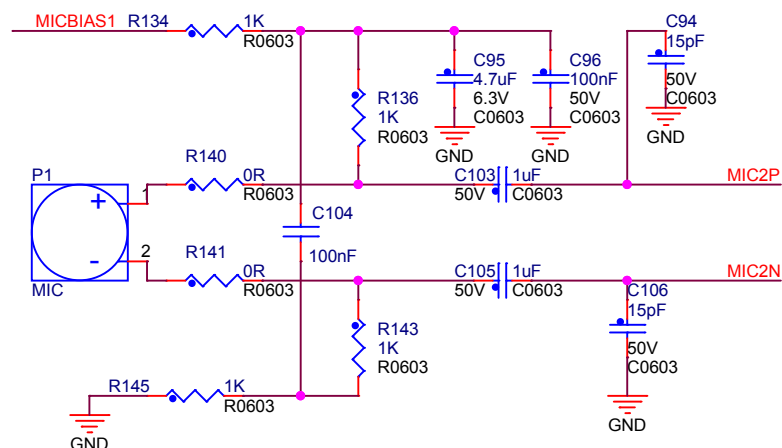 MICBIAS1
R134
1K
R0603
C94
15pF
50V
C0603
GND
C95
4.7uF
6.3V
C0603
GND
C96
100nF
50V
C0603
GND
R136
1K
R0603
P1
+
-
MIC
1
2
R140
0R
R0603
C103
1uF
50V
C0603
MIC2P
C104
100nF
R141
0R
R0603
C105
1uF
50V
C0603
MIC2N
C106
15pF
50V
C0603
GND
R143
1K
R0603
R145
1K
R0603
GND